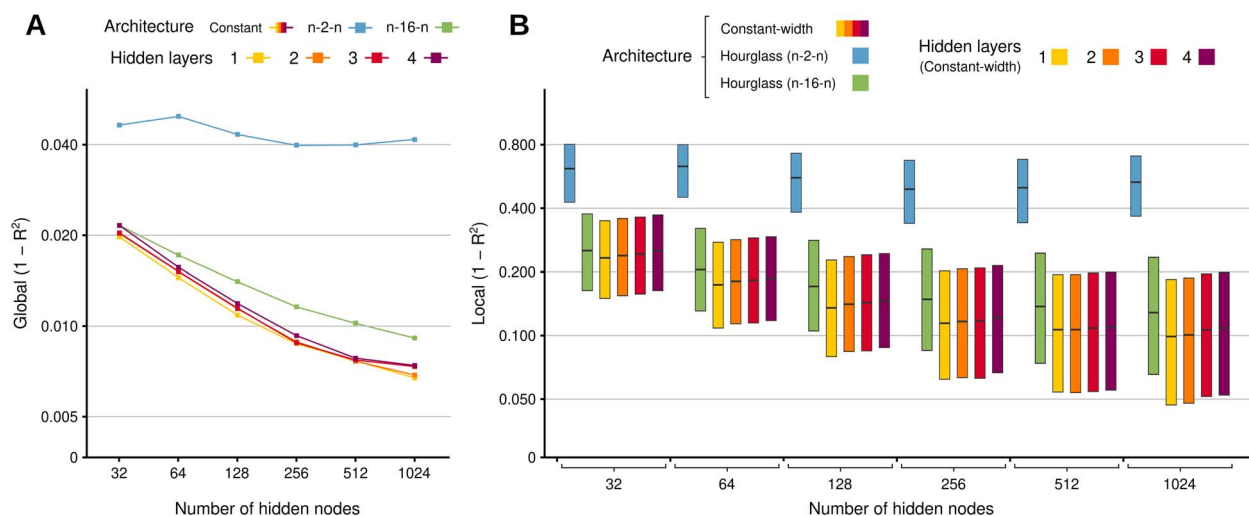 A
Architecture Constant n-2-n n-16-n
Hidden layers 1 2 3 4
Global (1 − R²)
0.040
0.020
0.010
0.005
0
32 64 128 256 512 1024
Number of hidden nodes
B
Architecture
Constant-width
Hourglass (n-2-n)
Hourglass (n-16-n)
Hidden layers
(Constant-width)
1 2 3 4
Local (1 − R²)
0.800
0.400
0.200
0.100
0.050
0
32 64 128 256 512 1024
Number of hidden nodes